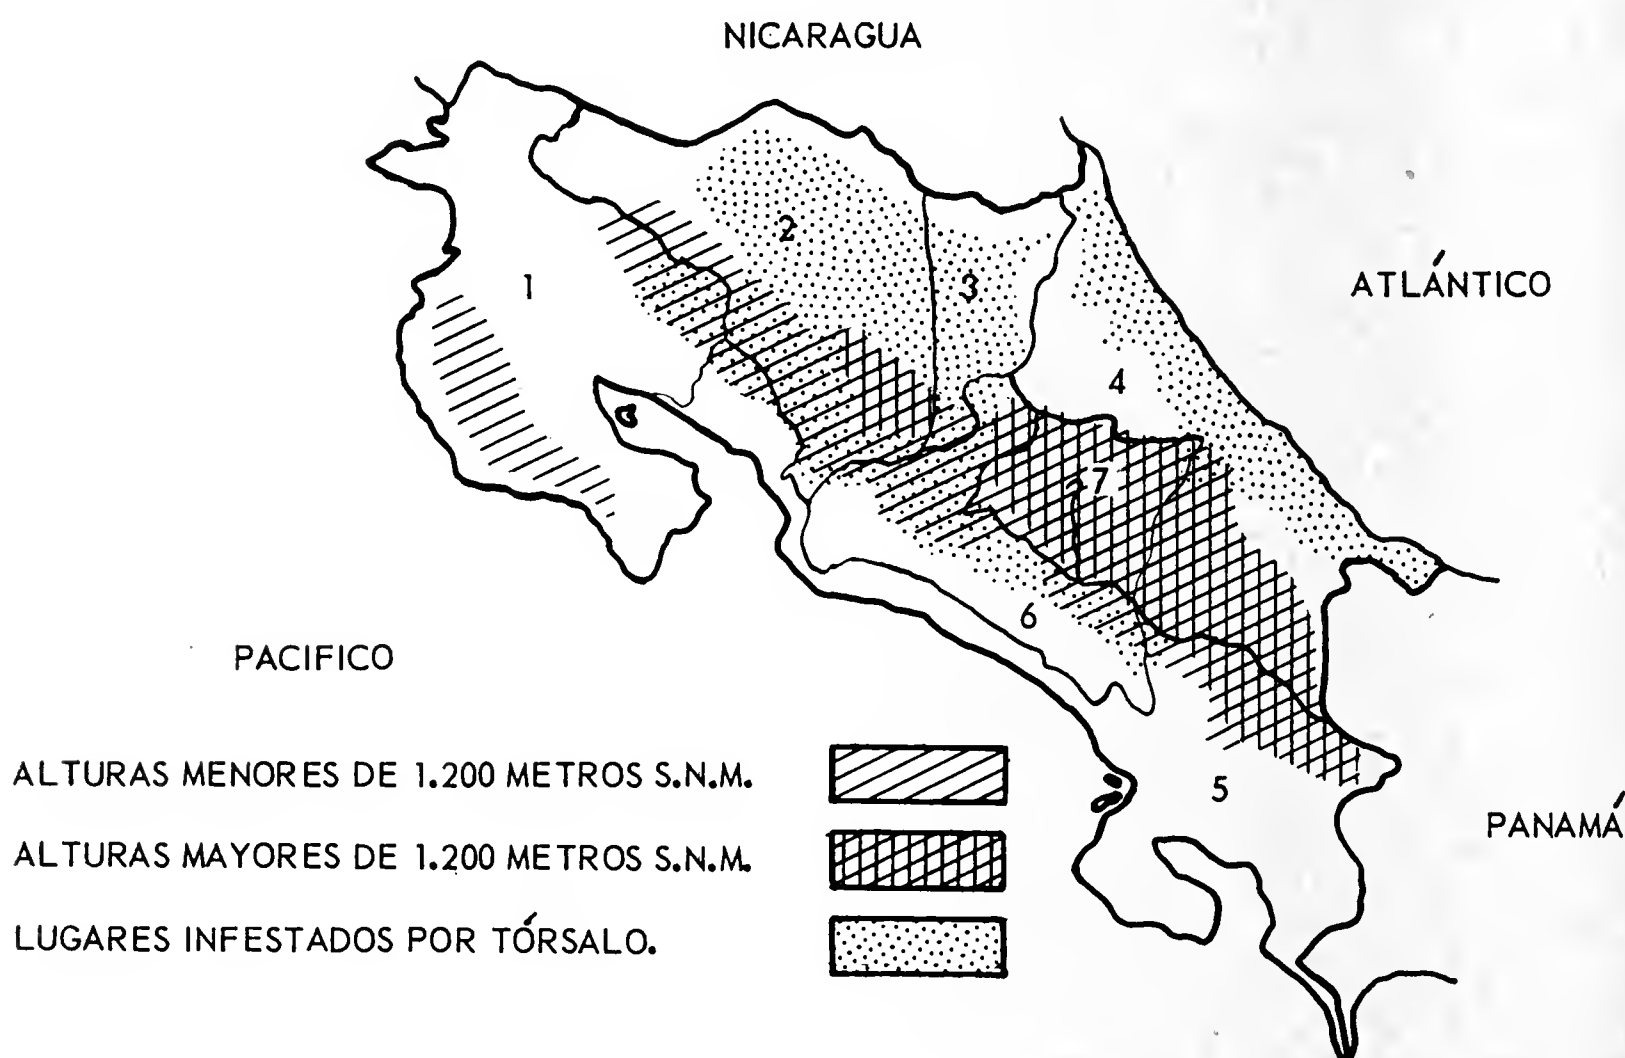 NICARAGUA
2
1
3
ATLÁNTICO
4
7
6
PACIFICO
ALTURAS MENORES DE 1.200 METROS S.N.M.
5
PANAMÁ
ALTURAS MAYORES DE 1.200 METROS S.N.M.
LUGARES INFESTADOS POR TÓRSALO.